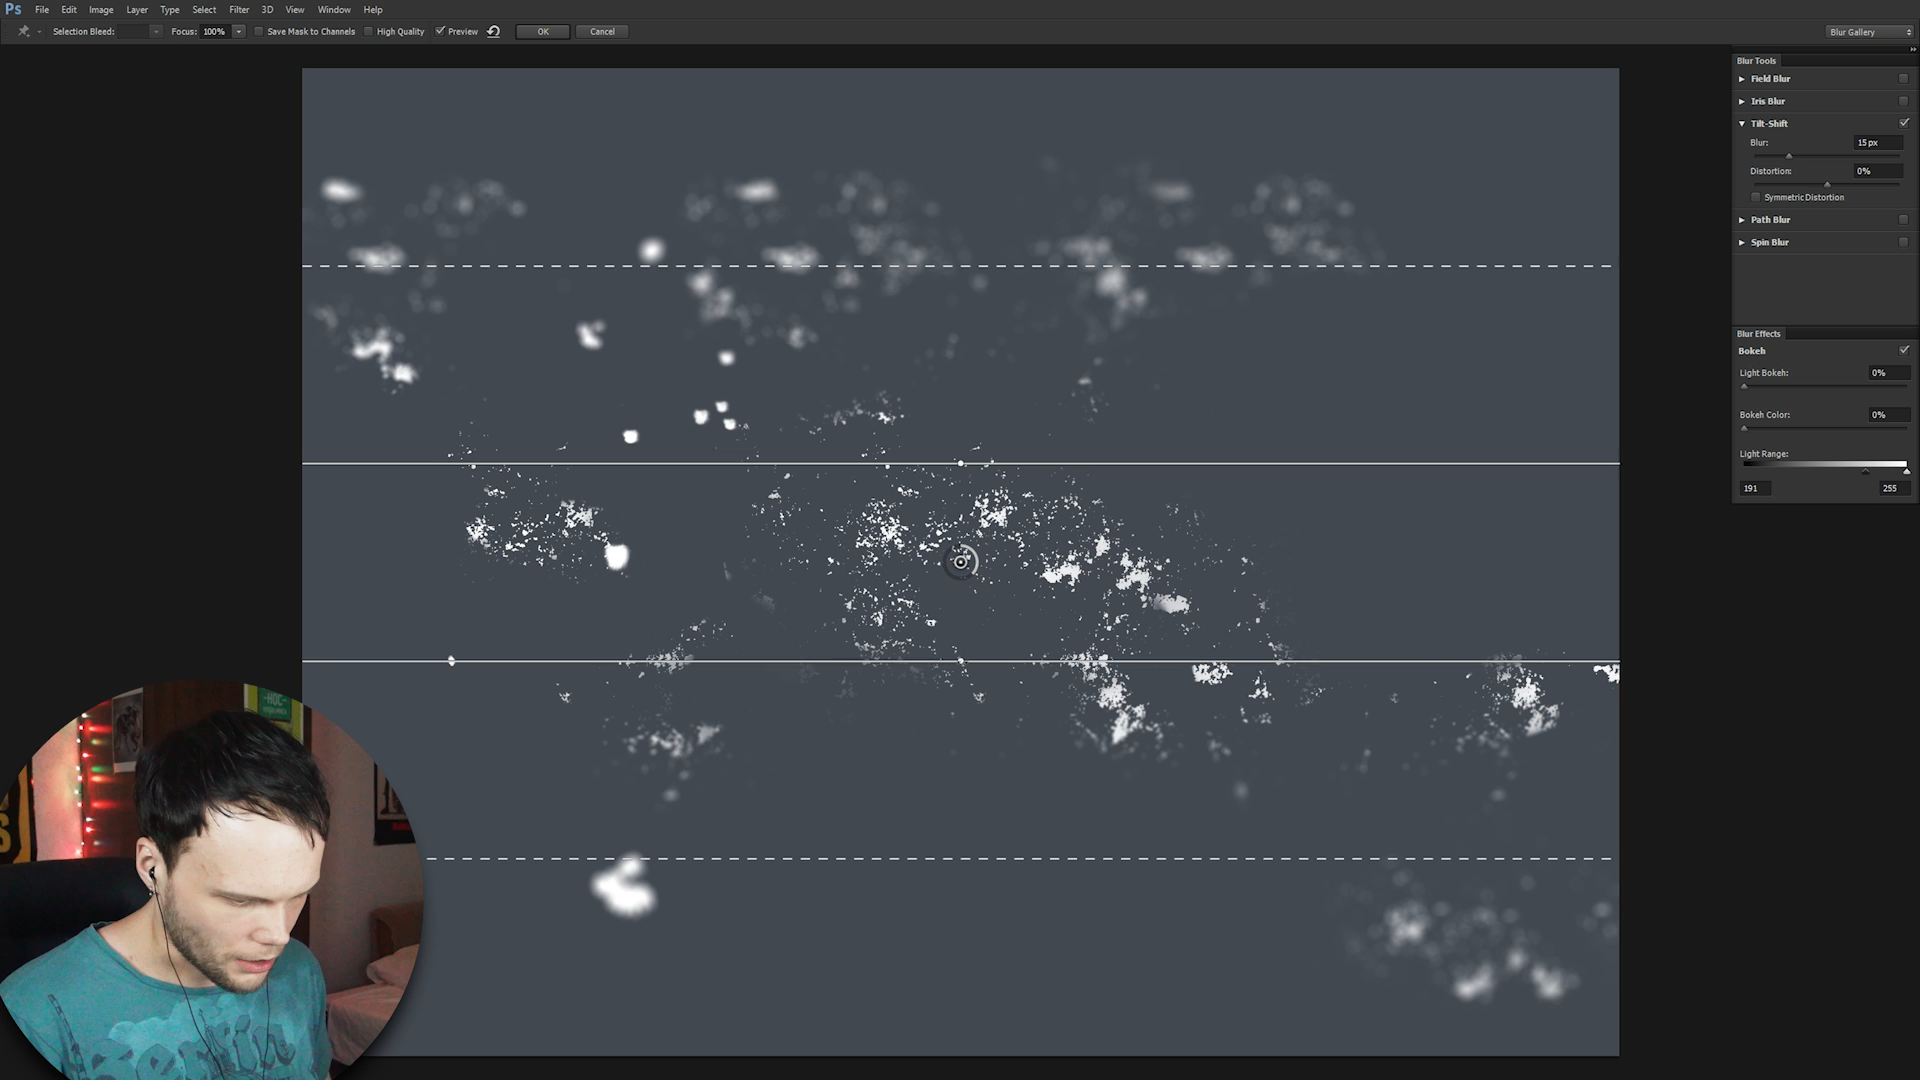 Ps File Edit Image Layer Type Select Filter 3D View Window Help
Selection Bleed: Focus: 100% Save Mask to Channels High Quality Preview OK Cancel Blur Gallery
Blur Tools
Field Blur
Iris Blur
Tilt-Shift
Blur: 15 px
Distortion: 0%
Symmetric Distortion
Path Blur
Spin Blur
Blur Effects
Bokeh
Light Bokeh: 0%
Bokeh Color: 0%
Light Range:
191 255